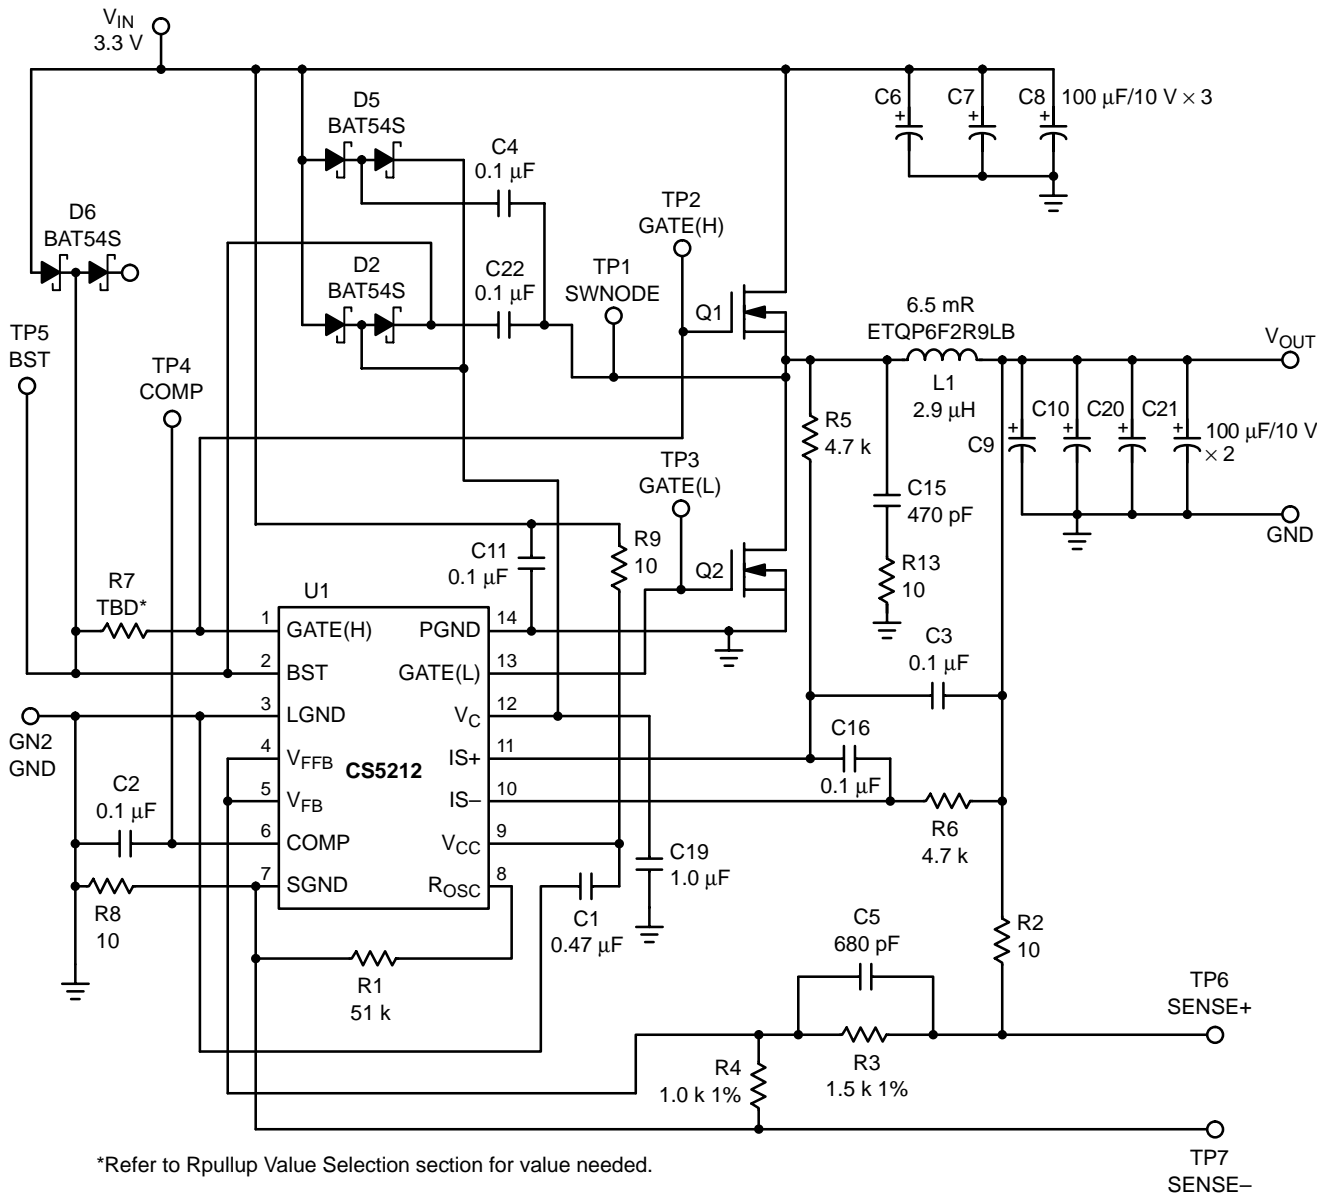 V_IN
3.3 V
D5
BAT54S
C4
0.1 μF
C6
C7
C8
100 μF/10 V × 3
+
+
+
D6
BAT54S
TP2
GATE(H)
D2
BAT54S
C22
0.1 μF
TP1
SWNODE
Q1
6.5 mR
ETQP6F2R9LB
L1
2.9 μH
V_OUT
TP5
BST
TP4
COMP
R5
4.7 k
C9
C10
C20
C21
+
+
+
+
100 μF/10 V
× 2
TP3
GATE(L)
C15
470 pF
GND
C11
0.1 μF
R9
10
Q2
R13
10
R7
TBD*
U1
1
GATE(H)
PGND
14
C3
0.1 μF
2
BST
GATE(L)
13
GN2
GND
3
LGND
V_C
12
4
V_FFB
CS5212
IS+
11
C16
0.1 μF
C2
0.1 μF
5
V_FB
IS–
10
R6
4.7 k
6
COMP
V_CC
9
C19
1.0 μF
7
SGND
R_OSC
8
R8
10
C1
0.47 μF
C5
680 pF
R2
10
R1
51 k
TP6
SENSE+
R4
1.0 k 1%
R3
1.5 k 1%
*Refer to Rpullup Value Selection section for value needed.
TP7
SENSE–